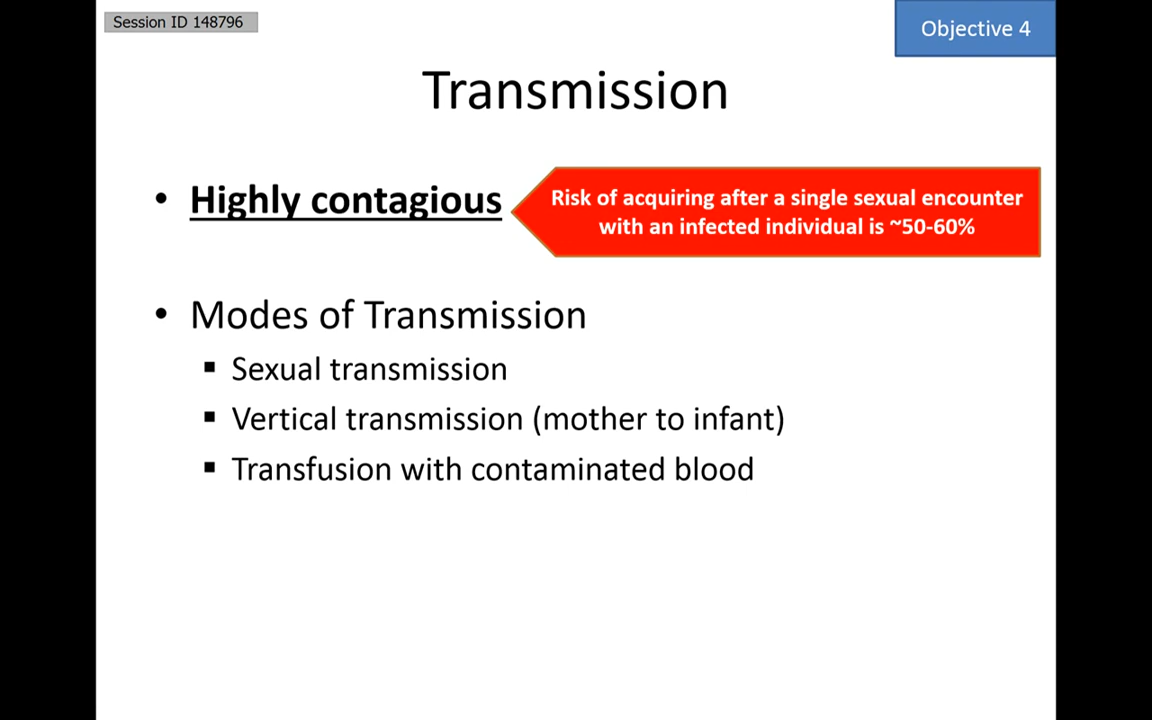 Session ID 148796
Objective 4
Transmission
• Highly contagious
Risk of acquiring after a single sexual encounter
with an infected individual is ~50-60%
• Modes of Transmission
▪ Sexual transmission
▪ Vertical transmission (mother to infant)
▪ Transfusion with contaminated blood